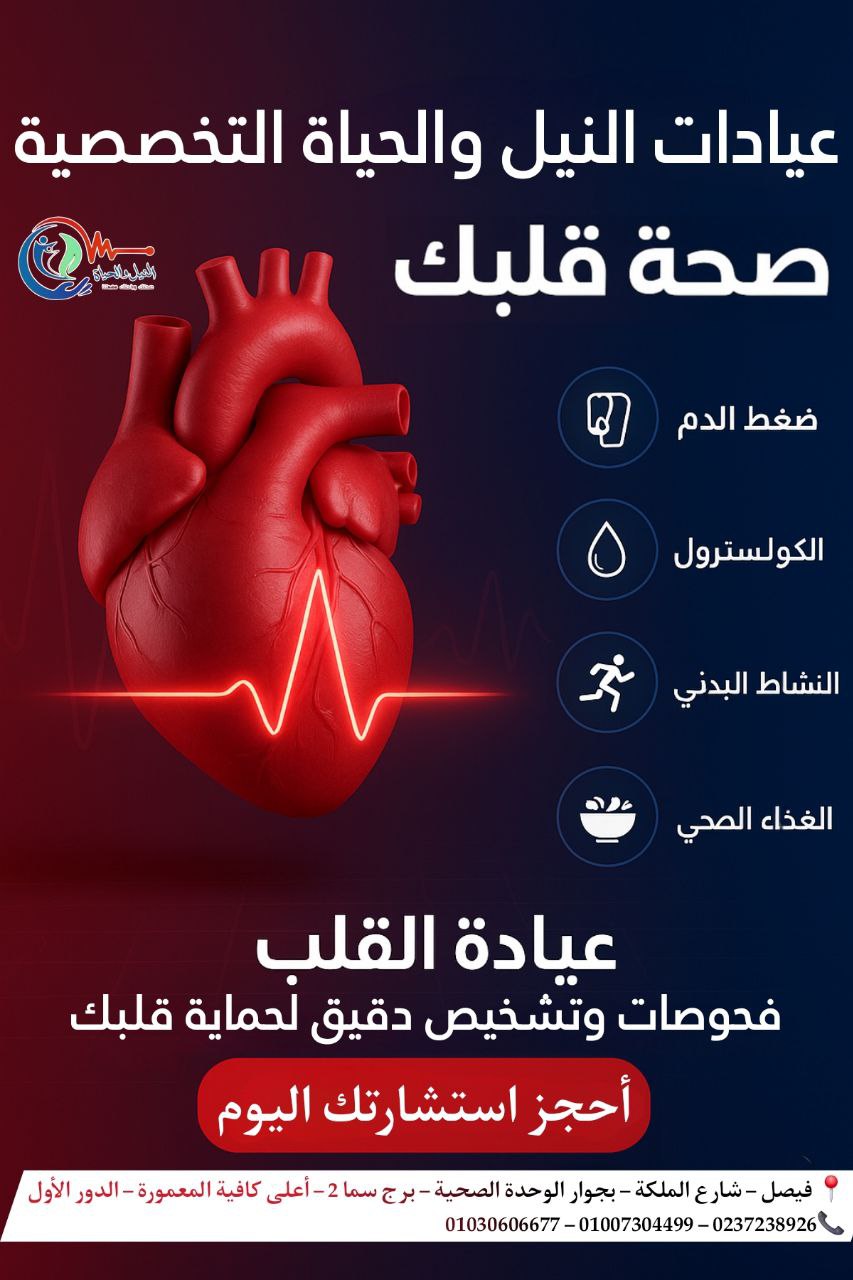 عيادات النيل والحياة التخصصية
صحة قلبك
النيل والحياة
ضغط الدم
الكولسترول
النشاط البدني
الغذاء الصحي
عيادة القلب
فحوصات وتشخيص دقيق لحماية قلبك
أحجز استشارتك اليوم
فيصل – شارع الملكة – بجوار الوحدة الصحية – برج سما 2 – أعلى كافية المعمورة – الدور الأول
01030606677 – 01007304499 – 0237238926